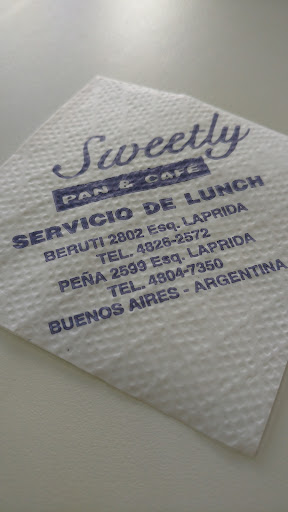 Sweetly
PAN & CAFÉ
SERVICIO DE LUNCH
BERUTI 2802 Esq. LAPRIDA
TEL. 4826-2572
PEÑA 2599 Esq. LAPRIDA
TEL. 4804-7350
BUENOS AIRES - ARGENTINA